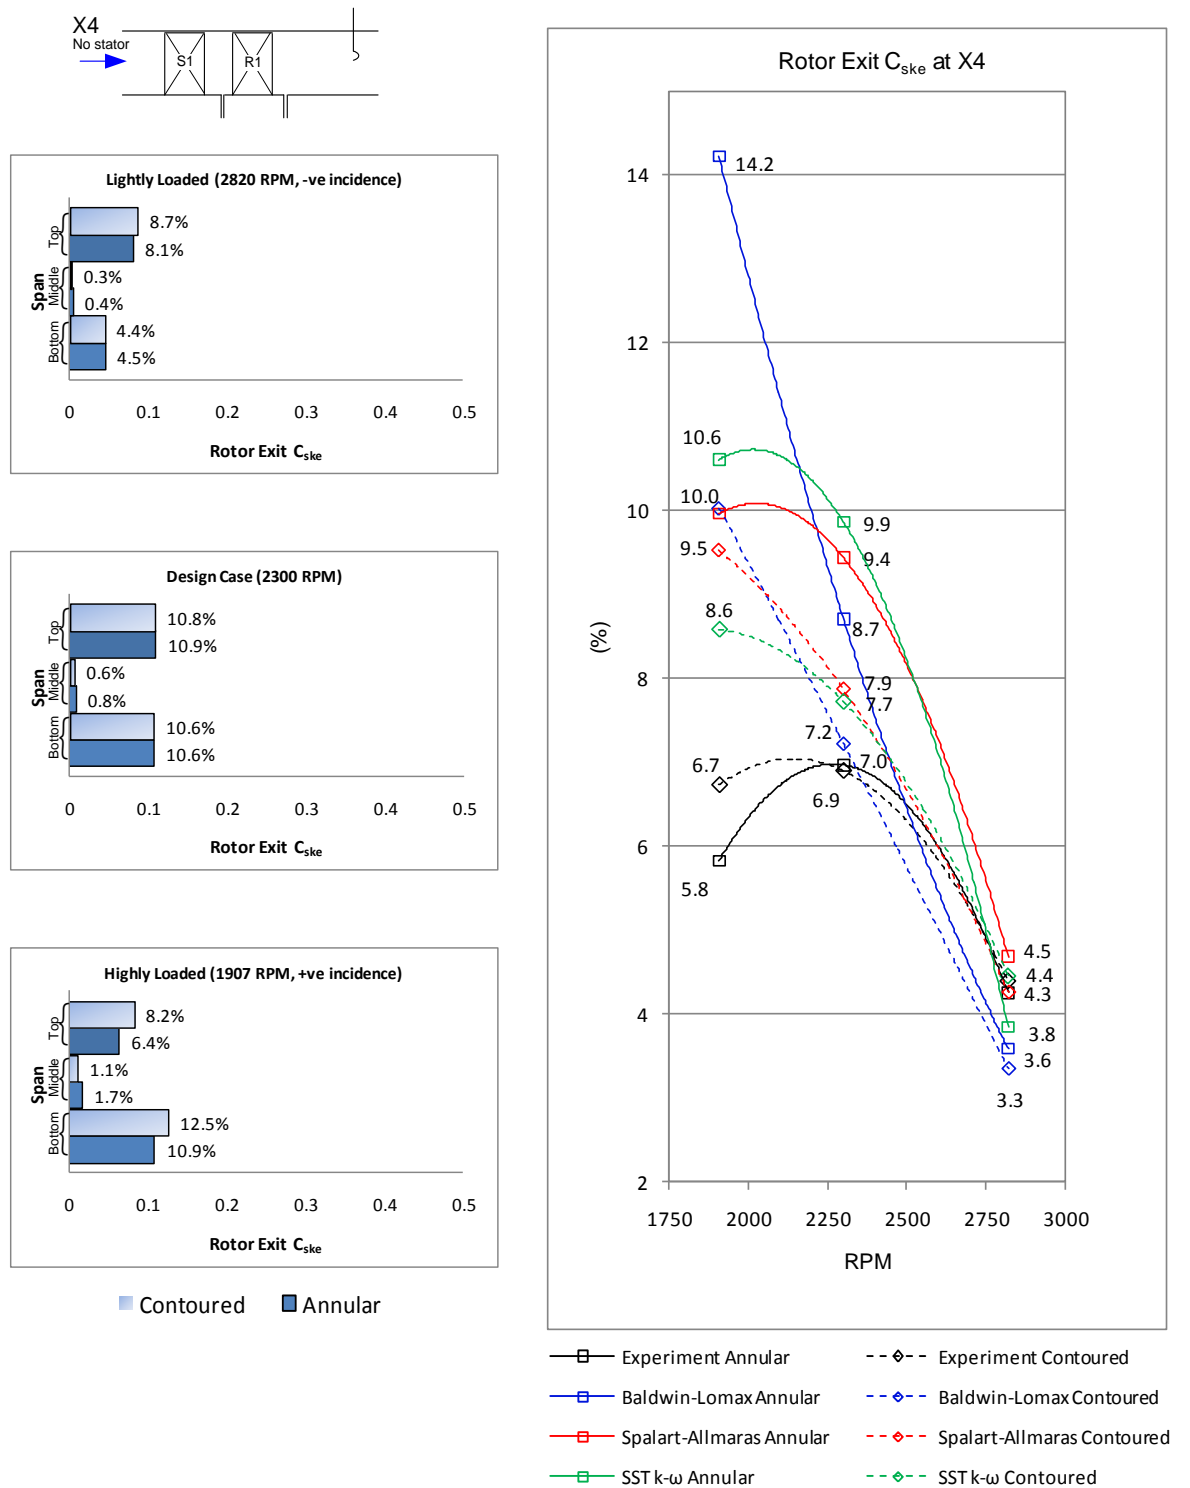 X4
No stator
S1
R1
Lightly Loaded (2820 RPM, -ve incidence)
Span
Top
8.7%
8.1%
Middle
0.3%
0.4%
Bottom
4.4%
4.5%
0 0.1 0.2 0.3 0.4 0.5
Rotor Exit Cske
Design Case (2300 RPM)
Span
Top
10.8%
10.9%
Middle
0.6%
0.8%
Bottom
10.6%
10.6%
0 0.1 0.2 0.3 0.4 0.5
Rotor Exit Cske
Highly Loaded (1907 RPM, +ve incidence)
Span
Top
8.2%
6.4%
Middle
1.1%
1.7%
Bottom
12.5%
10.9%
0 0.1 0.2 0.3 0.4 0.5
Rotor Exit Cske
Contoured Annular
Rotor Exit Cske at X4
(%)
14
12
10
8
6
4
2
14.2
10.6
10.0
9.5
8.6
9.9
9.4
8.7
7.9
7.7
7.2
7.0
6.9
6.7
5.8
4.5
4.4
4.3
3.8
3.6
3.3
1750 2000 2250 2500 2750 3000
RPM
Experiment Annular Experiment Contoured
Baldwin-Lomax Annular Baldwin-Lomax Contoured
Spalart-Allmaras Annular Spalart-Allmaras Contoured
SST k-ω Annular SST k-ω Contoured